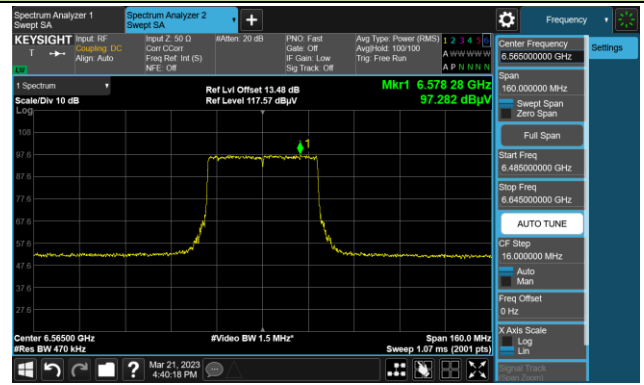 Spectrum Analyzer 1
Swept SA
Spectrum Analyzer 2
Swept SA
+
Frequency
KEYSIGHT
T
LW
Input: RF
Coupling: DC
Align: Auto
Input Z: 50 Ω
Corr CCorr
Freq Ref: Int (S)
NFE: Off
#Atten: 20 dB
PNO: Fast
Gate: Off
IF Gain: Low
Sig Track: Off
Avg Type: Power (RMS)
Avg|Hold: 100/100
Trig: Free Run
1 2 3 4 5 6
A W W W W W
A P N N N N
1 Spectrum
Scale/Div 10 dB
Log
Ref Lvl Offset 13.48 dB
Ref Level 117.57 dBµV
Mkr1 6.578 28 GHz
97.282 dBµV
108
97.6
87.6
77.6
67.6
57.6
47.6
37.6
27.6
1
Center 6.56500 GHz
#Res BW 470 kHz
#Video BW 1.5 MHz*
Span 160.0 MHz
Sweep 1.07 ms (2001 pts)
Center Frequency
6.565000000 GHz
Settings
Span
160.000000 MHz
Swept Span
Zero Span
Full Span
Start Freq
6.485000000 GHz
Stop Freq
6.645000000 GHz
AUTO TUNE
CF Step
16.000000 MHz
Auto
Man
Freq Offset
0 Hz
X Axis Scale
Log
Lin
Signal Track
(Span Zoom)
?
Mar 21, 2023
4:40:18 PM